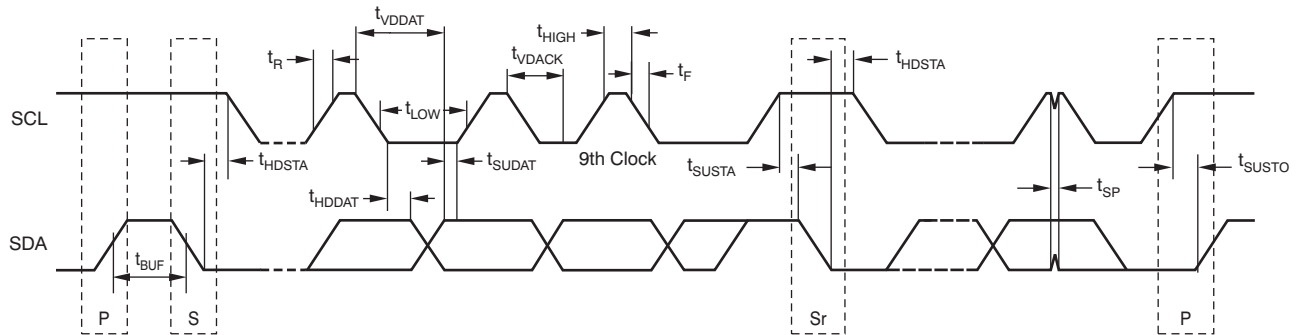 tVDDAT
tHIGH
tR
tVDACK
tF
tHDSTA
SCL
tLOW
9th Clock
tHDSTA
tSUDAT
tSUSTA
tSUSTO
tHDDAT
tSP
SDA
tBUF
P
S
Sr
P